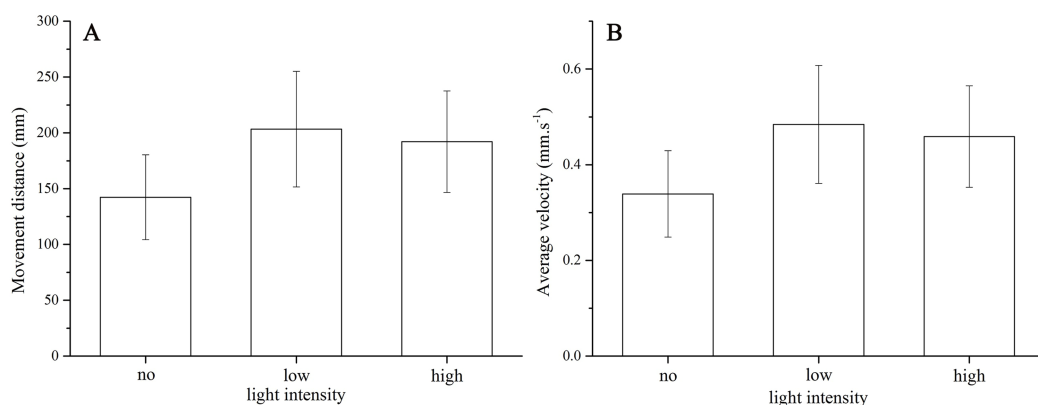 A
Movement distance (mm)
300
250
200
150
100
50
0
no low high
light intensity
B
Average velocity (mm.s-1)
0.6
0.4
0.2
0.0
no low high
light intensity